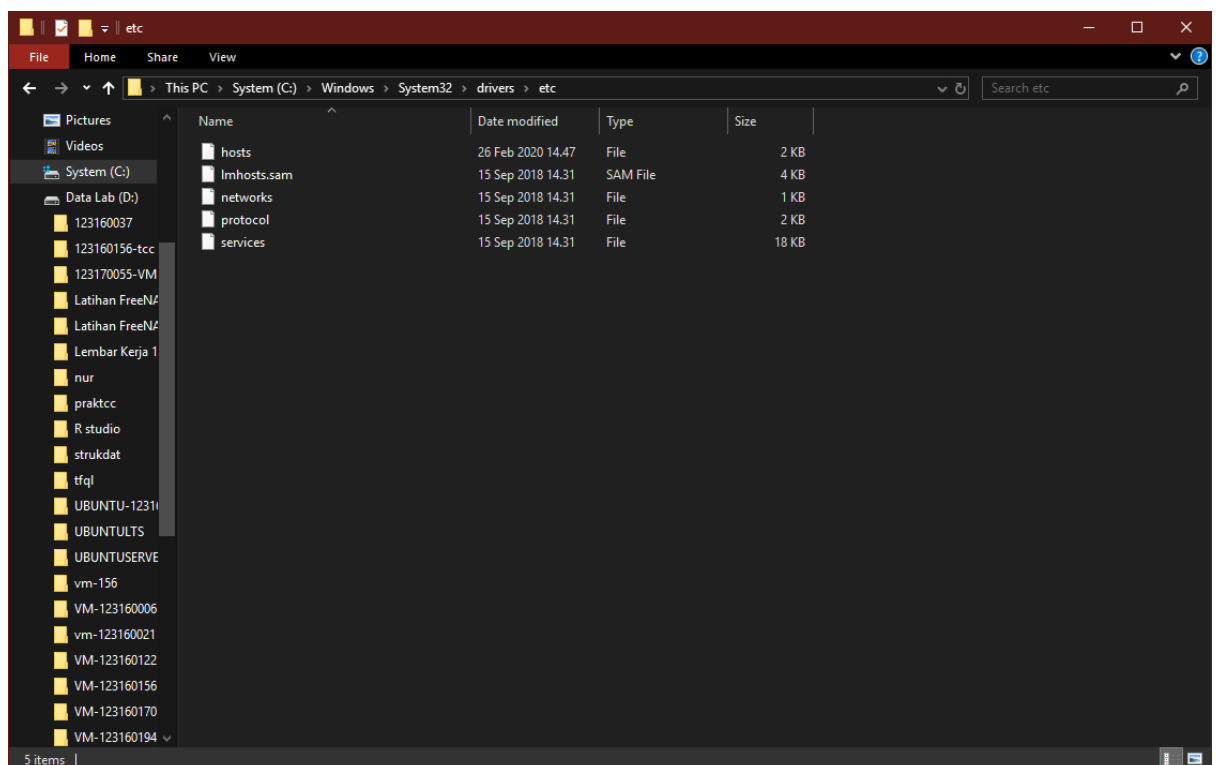 etc
File Home Share View
This PC > System (C:) > Windows > System32 > drivers > etc
Search etc
Name Date modified Type Size
hosts 26 Feb 2020 14.47 File 2 KB
lmhosts.sam 15 Sep 2018 14.31 SAM File 4 KB
networks 15 Sep 2018 14.31 File 1 KB
protocol 15 Sep 2018 14.31 File 2 KB
services 15 Sep 2018 14.31 File 18 KB
Pictures
Videos
System (C:)
Data Lab (D:)
123160037
123160156-tcc
123170055-VM
Latihan FreeNA
Latihan FreeNA
Lembar Kerja 1
nur
praktcc
R studio
strukdat
tfql
UBUNTU-1231
UBUNTULTS
UBUNTUSERVE
vm-156
VM-123160006
vm-123160021
VM-123160122
VM-123160156
VM-123160170
VM-123160194
5 items